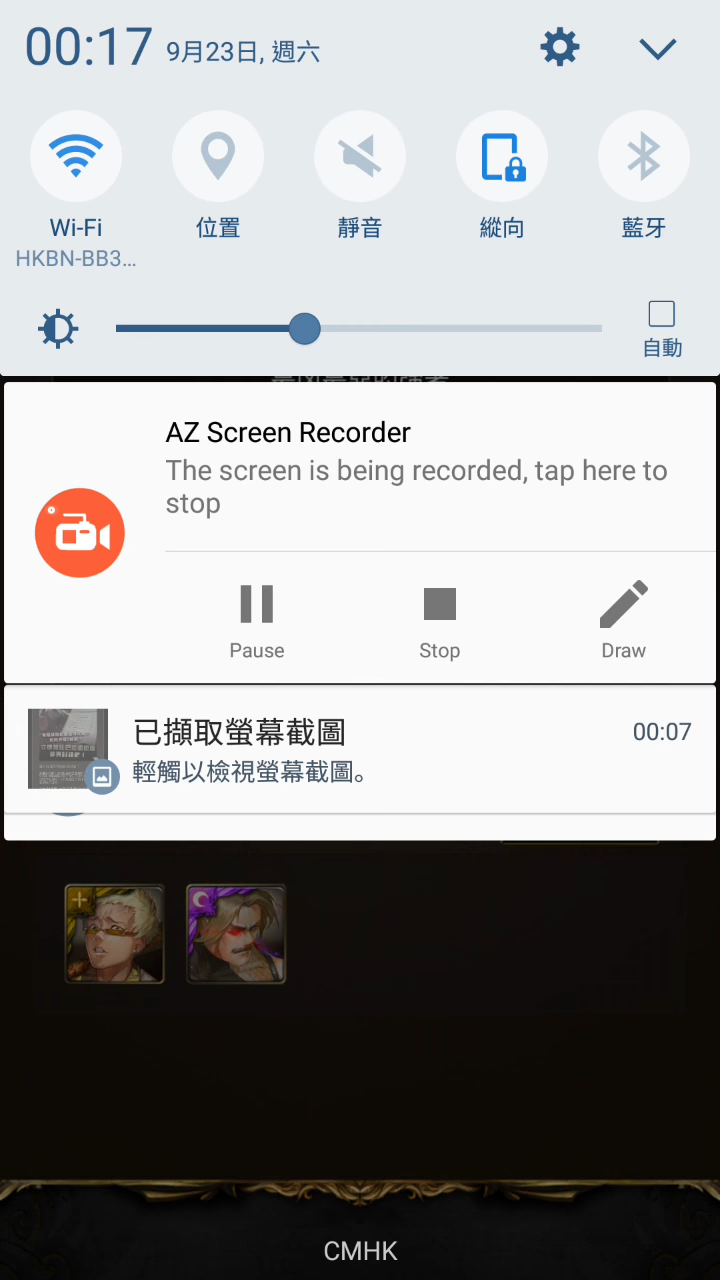 00:17 9月23日, 週六
Wi-Fi 位置 靜音 縱向 藍牙
HKBN-BB3...
自動
AZ Screen Recorder
The screen is being recorded, tap here to
stop
Pause Stop Draw
已擷取螢幕截圖 00:07
輕觸以檢視螢幕截圖。
CMHK